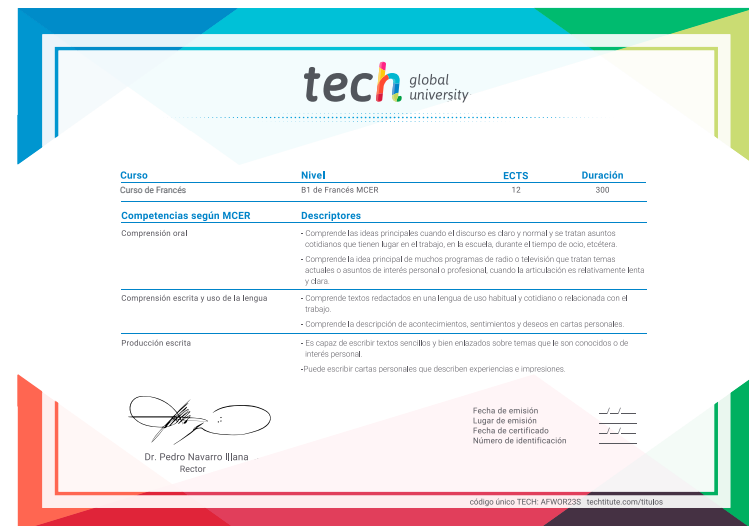 tech global university
Curso Nivel ECTS Duración
Curso de Francés B1 de Francés MCER 12 300
Competencias según MCER Descriptores
Comprensión oral - Comprende las ideas principales cuando el discurso es claro y normal y se tratan asuntos
cotidianos que tienen lugar en el trabajo, en la escuela, durante el tiempo de ocio, etcétera.
- Comprende la idea principal de muchos programas de radio o televisión que tratan temas
actuales o asuntos de interés personal o profesional, cuando la articulación es relativamente lenta
y clara.
Comprensión escrita y uso de la lengua - Comprende textos redactados en una lengua de uso habitual y cotidiano o relacionada con el
trabajo.
- Comprende la descripción de acontecimientos, sentimientos y deseos en cartas personales.
Producción escrita - Es capaz de escribir textos sencillos y bien enlazados sobre temas que le son conocidos o de
interés personal.
-Puede escribir cartas personales que describen experiencias e impresiones.
Fecha de emisión __/__/____
Lugar de emisión ________
Fecha de certificado __/__/____
Número de identificación ________
Dr. Pedro Navarro Illana
Rector
código único TECH: AFWOR23S techtitute.com/titulos